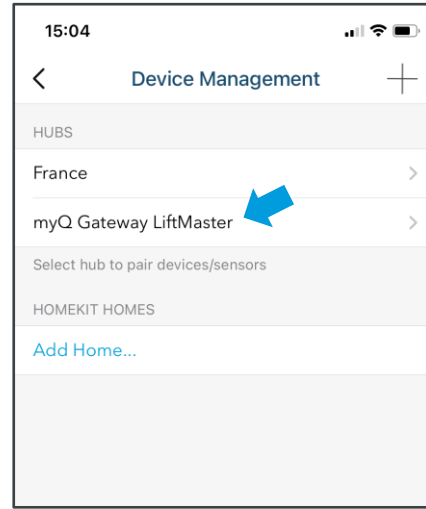 15:04
Device Management
HUBS
France
myQ Gateway LiftMaster
Select hub to pair devices/sensors
HOMEKIT HOMES
Add Home...